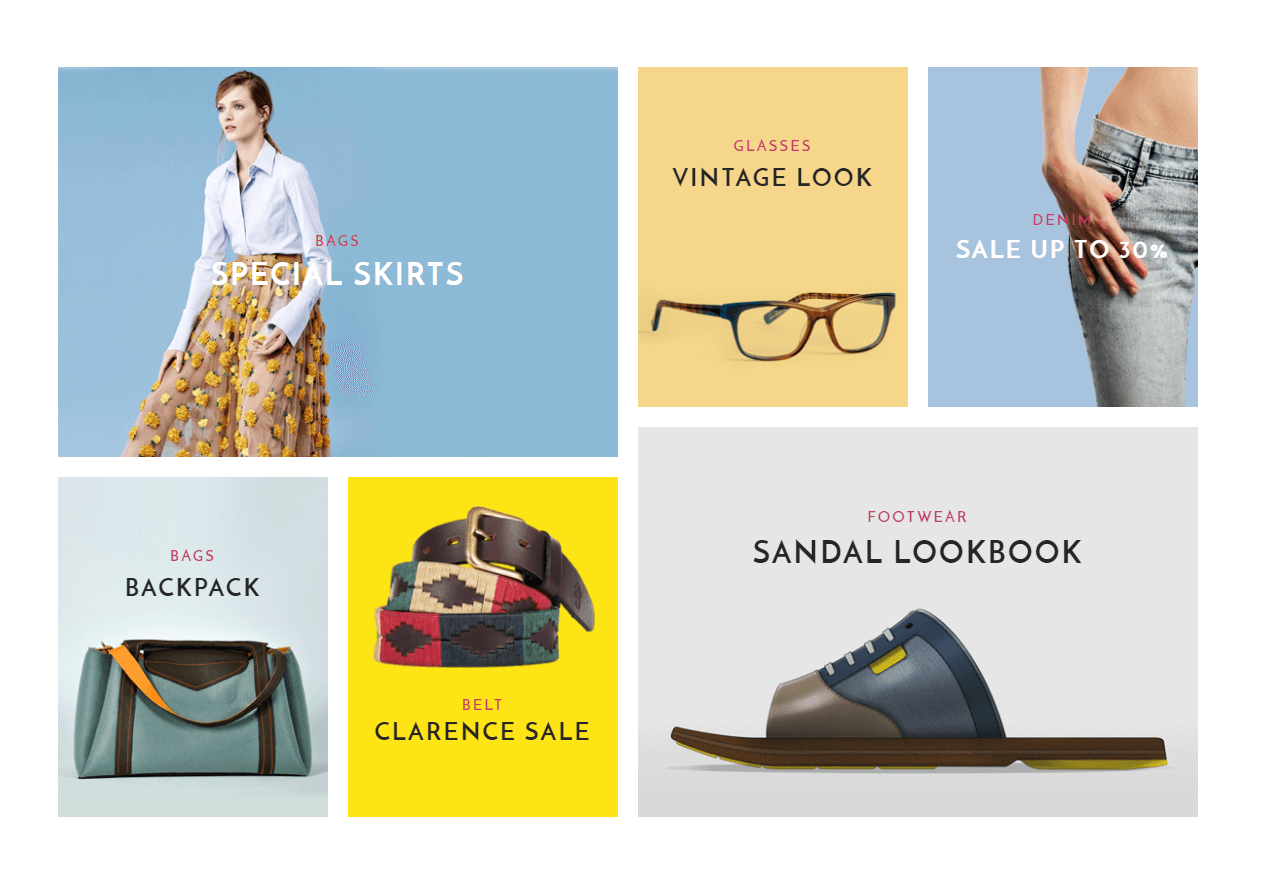 BAGS
SPECIAL SKIRTS
GLASSES
VINTAGE LOOK
DENIM
SALE UP TO 30%
BAGS
BACKPACK
BELT
CLARENCE SALE
FOOTWEAR
SANDAL LOOKBOOK